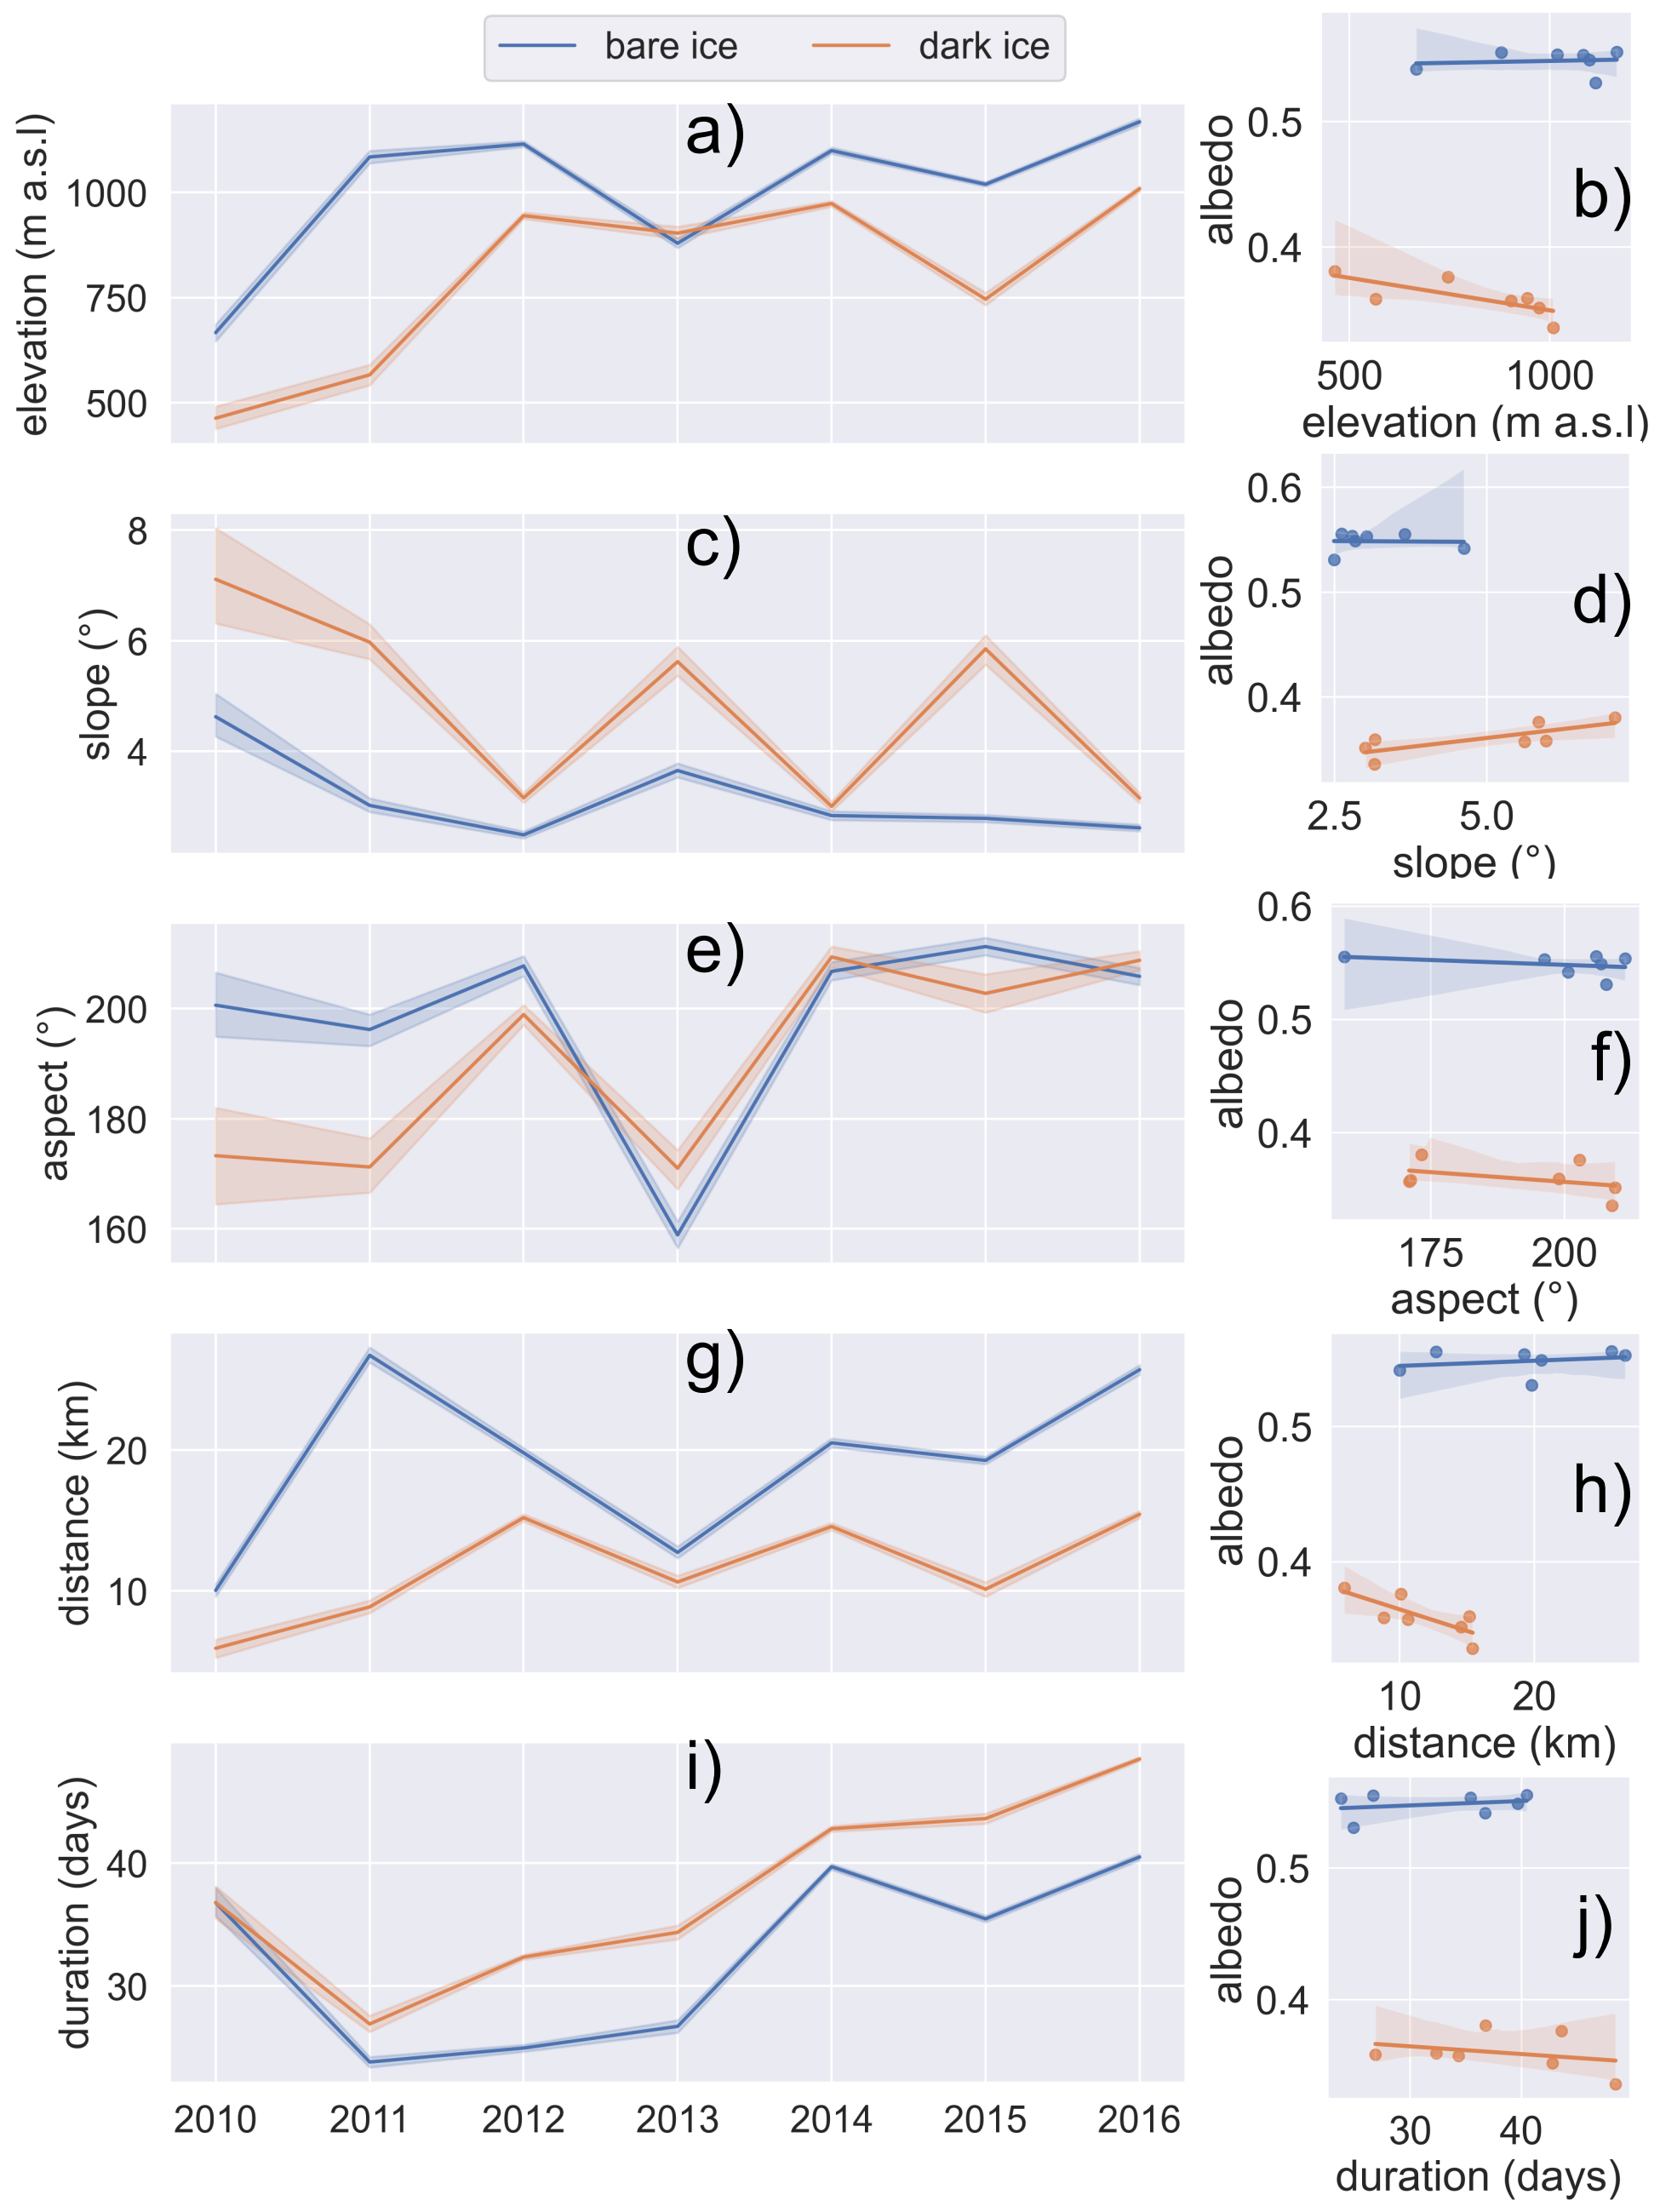 bare ice dark ice
a)
elevation (m a.s.l)
1000
750
500
b)
albedo
0.5
0.4
500 1000
elevation (m a.s.l)
c)
slope (°)
8
6
4
d)
albedo
0.6
0.5
0.4
2.5 5.0
slope (°)
e)
aspect (°)
200
180
160
f)
albedo
0.6
0.5
0.4
175 200
aspect (°)
g)
distance (km)
20
10
h)
albedo
0.5
0.4
10 20
distance (km)
i)
duration (days)
40
30
2010 2011 2012 2013 2014 2015 2016
j)
albedo
0.5
0.4
30 40
duration (days)